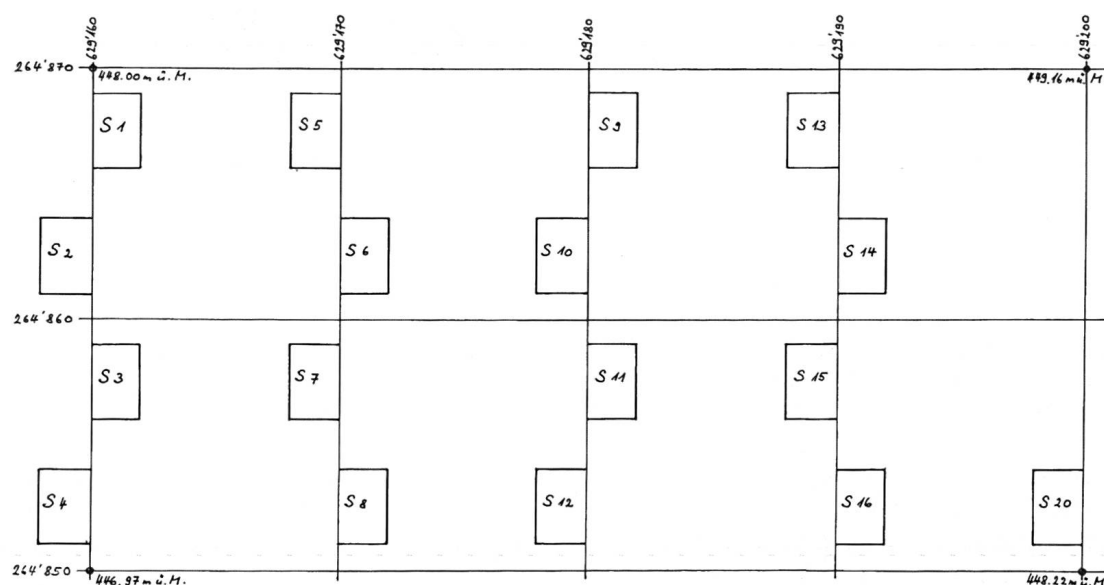 629'160 629'170 629'180 629'190 629'200
264'870
448.00 m ü. M. 449.16 m ü. M
S 1 S 5 S 9 S 13
S 2 S 6 S 10 S 14
264'860
S 3 S 7 S 11 S 15
S 4 S 8 S 12 S 16 S 20
264'850
446.97 m ü. M. 448.22 m ü. M.